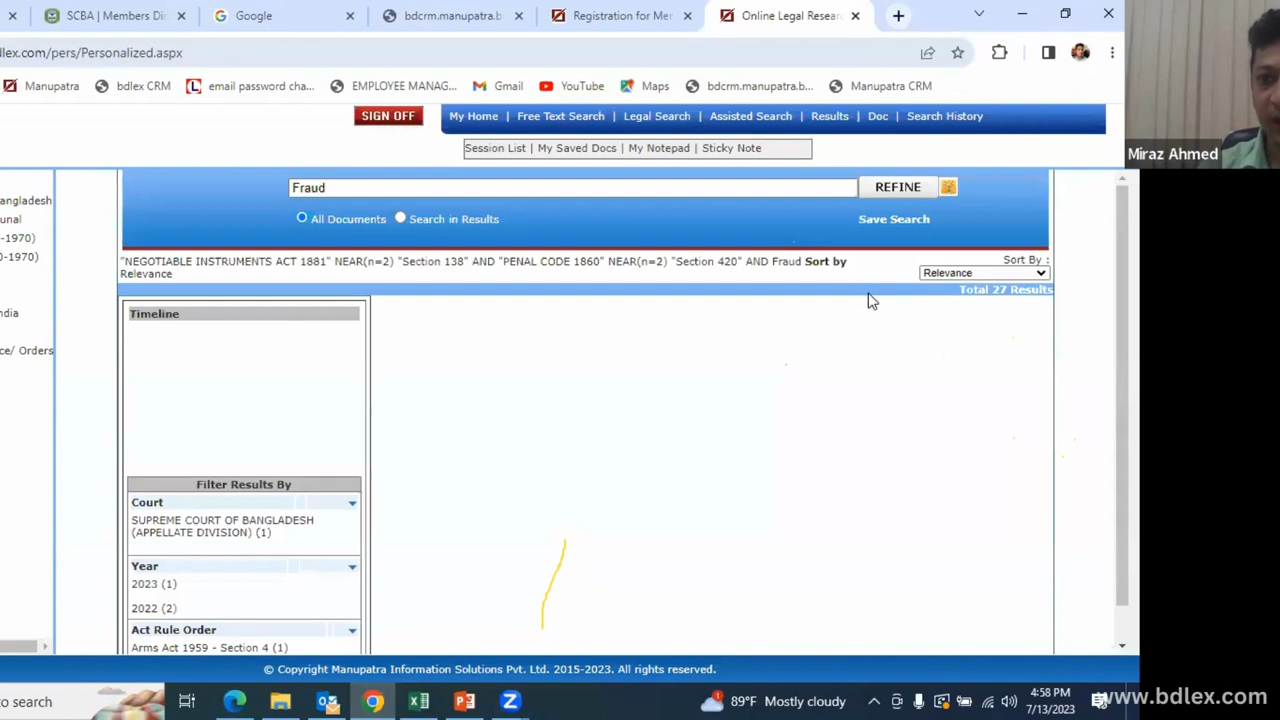 SCBA | Members Di
Google
bdcrm.manupatra.b
Registration for Mer
Online Legal Resear
dlex.com/pers/Personalized.aspx
Manupatra
bdlex CRM
email password cha...
EMPLOYEE MANAG...
Gmail
YouTube
Maps
bdcrm.manupatra.b...
Manupatra CRM
SIGN OFF
My Home | Free Text Search | Legal Search | Assisted Search | Results | Doc | Search History
Session List | My Saved Docs | My Notepad | Sticky Note
Miraz Ahmed
Fraud
REFINE
All Documents
Search in Results
Save Search
angladesh
unal
0-1970)
0-1970)
ndia
ce/ Orders
"NEGOTIABLE INSTRUMENTS ACT 1881" NEAR(n=2) "Section 138" AND "PENAL CODE 1860" NEAR(n=2) "Section 420" AND Fraud Sort by
Relevance
Sort By :
Relevance
Total 27 Results
Timeline
Filter Results By
Court
SUPREME COURT OF BANGLADESH
(APPELLATE DIVISION) (1)
Year
2023 (1)
2022 (2)
Act Rule Order
Arms Act 1959 - Section 4 (1)
© Copyright Manupatra Information Solutions Pvt. Ltd. 2015-2023. All rights reserved.
to search
89°F Mostly cloudy
4:58 PM
7/13/2023
www.bdlex.com